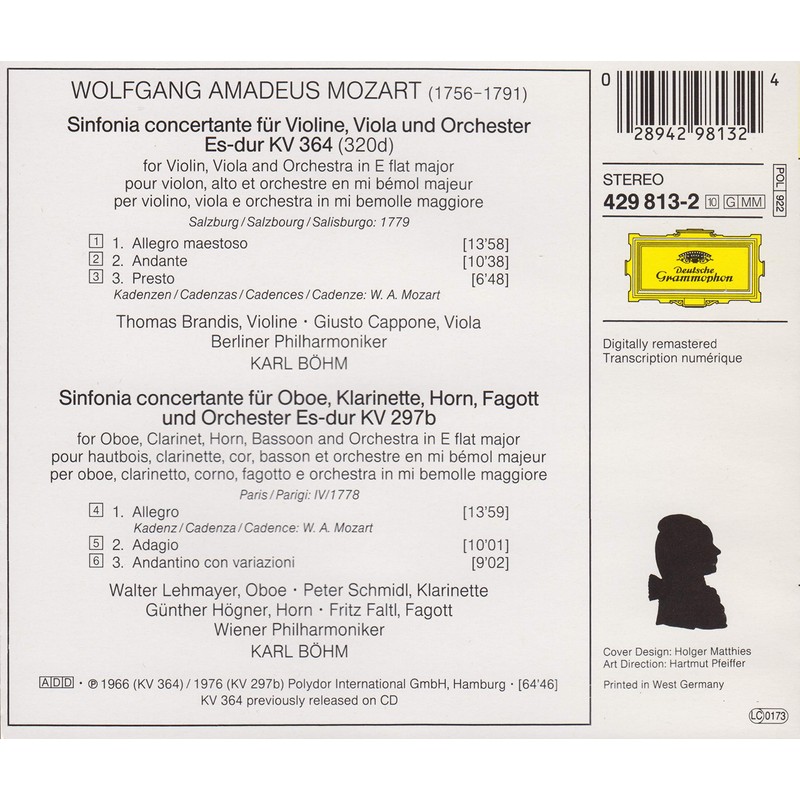 WOLFGANG AMADEUS MOZART (1756–1791)
Sinfonia concertante für Violine, Viola und Orchester
Es-dur KV 364 (320d)
for Violin, Viola and Orchestra in E flat major
pour violon, alto et orchestre en mi bémol majeur
per violino, viola e orchestra in mi bemolle maggiore
Salzburg / Salzbourg / Salisburgo: 1779
1 1. Allegro maestoso [13'58]
2 2. Andante [10'38]
3 3. Presto [6'48]
Kadenzen / Cadenzas / Cadences / Cadenze: W. A. Mozart
Thomas Brandis, Violine · Giusto Cappone, Viola
Berliner Philharmoniker
KARL BÖHM
Sinfonia concertante für Oboe, Klarinette, Horn, Fagott
und Orchester Es-dur KV 297b
for Oboe, Clarinet, Horn, Bassoon and Orchestra in E flat major
pour hautbois, clarinette, cor, basson et orchestre en mi bémol majeur
per oboe, clarinetto, corno, fagotto e orchestra in mi bemolle maggiore
Paris / Parigi: IV/1778
4 1. Allegro [13'59]
Kadenz / Cadenza / Cadence: W. A. Mozart
5 2. Adagio [10'01]
6 3. Andantino con variazioni [9'02]
Walter Lehmayer, Oboe · Peter Schmidl, Klarinette
Günther Högner, Horn · Fritz Faltl, Fagott
Wiener Philharmoniker
KARL BÖHM
ADD · ℗ 1966 (KV 364) / 1976 (KV 297b) Polydor International GmbH, Hamburg · [64'46]
KV 364 previously released on CD
0 28942 98132 4
STEREO
429 813-2 10 G MM
POL 922
Deutsche
Grammophon
Digitally remastered
Transcription numérique
Cover Design: Holger Matthies
Art Direction: Hartmut Pfeiffer
Printed in West Germany
LC 0173